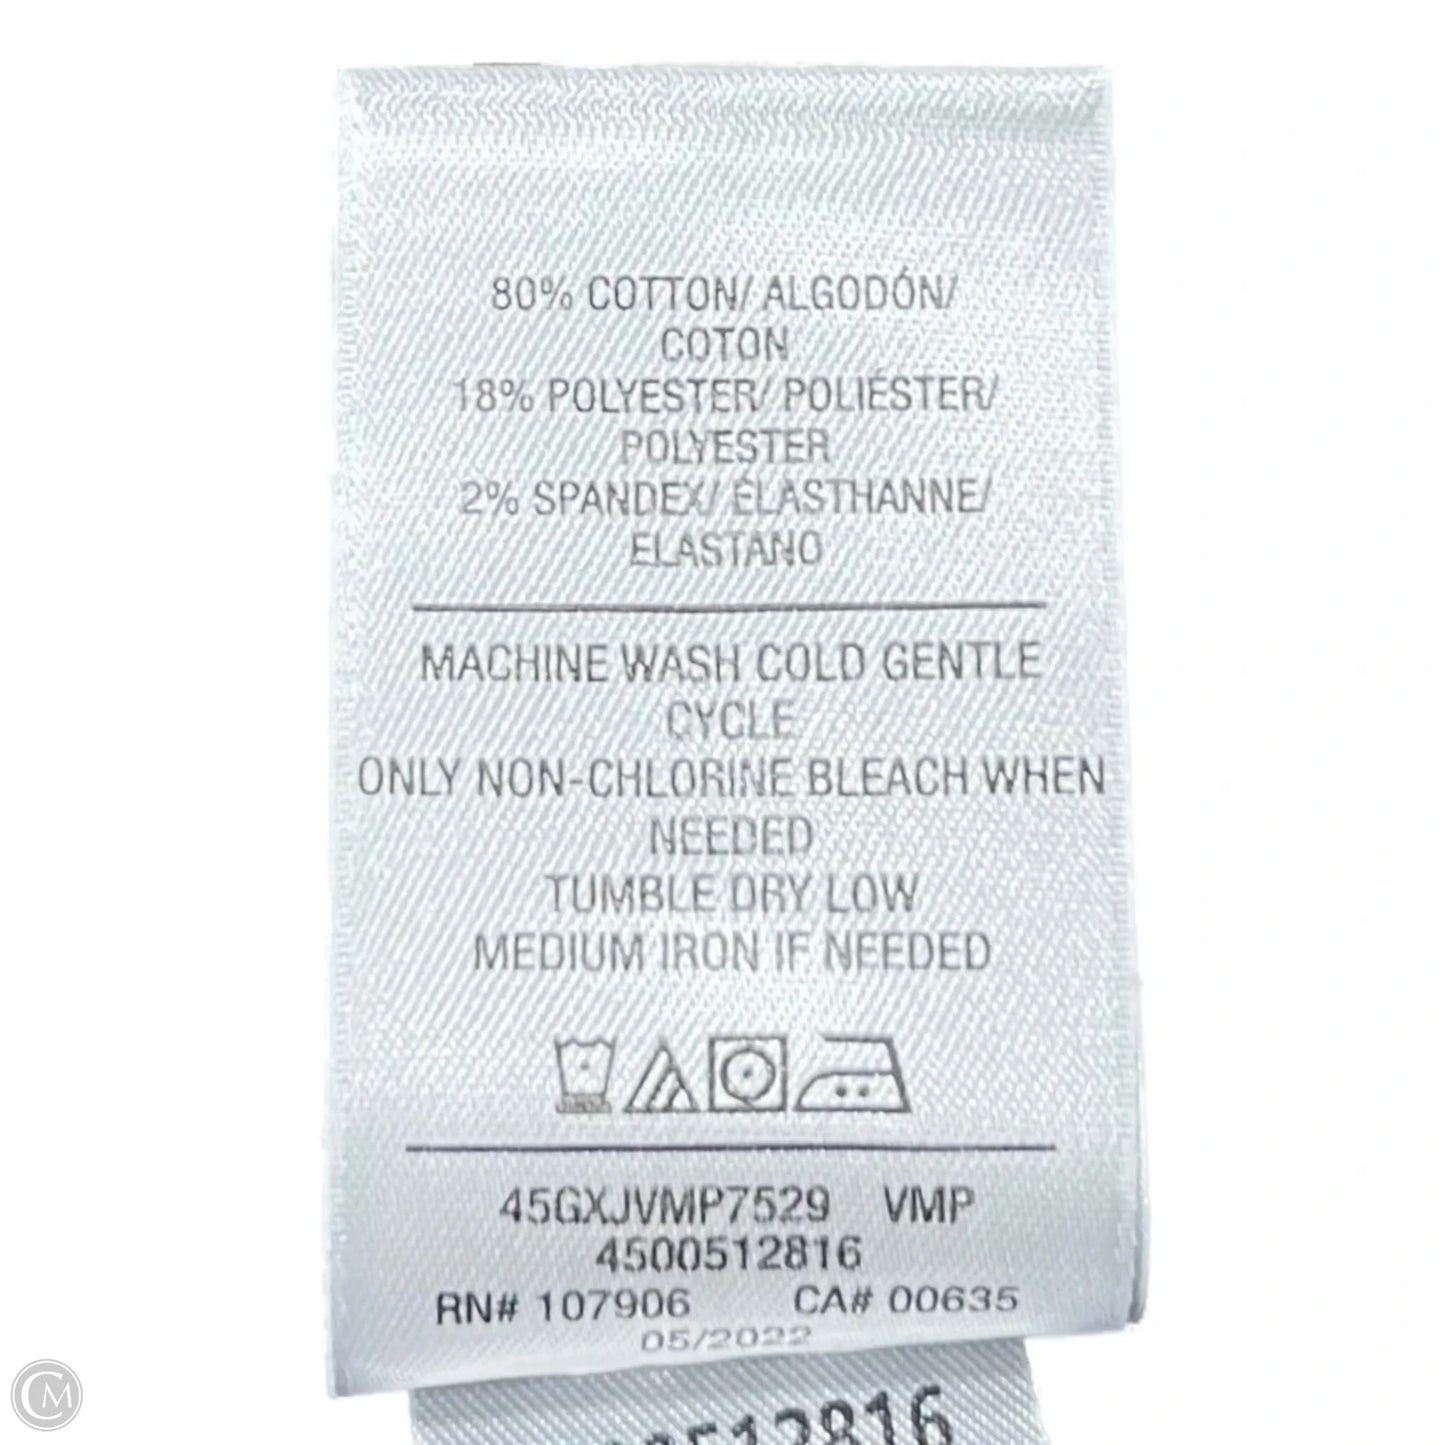 80% COTTON/ ALGODÓN/
COTON
18% POLYESTER/ POLIÉSTER/
POLYESTER
2% SPANDEX/ ÉLASTHANNE/
ELASTANO
MACHINE WASH COLD GENTLE
CYCLE
ONLY NON-CHLORINE BLEACH WHEN
NEEDED
TUMBLE DRY LOW
MEDIUM IRON IF NEEDED
45GXJVMP7529 VMP
4500512816
RN# 107906 CA# 00635
05/2022
CM